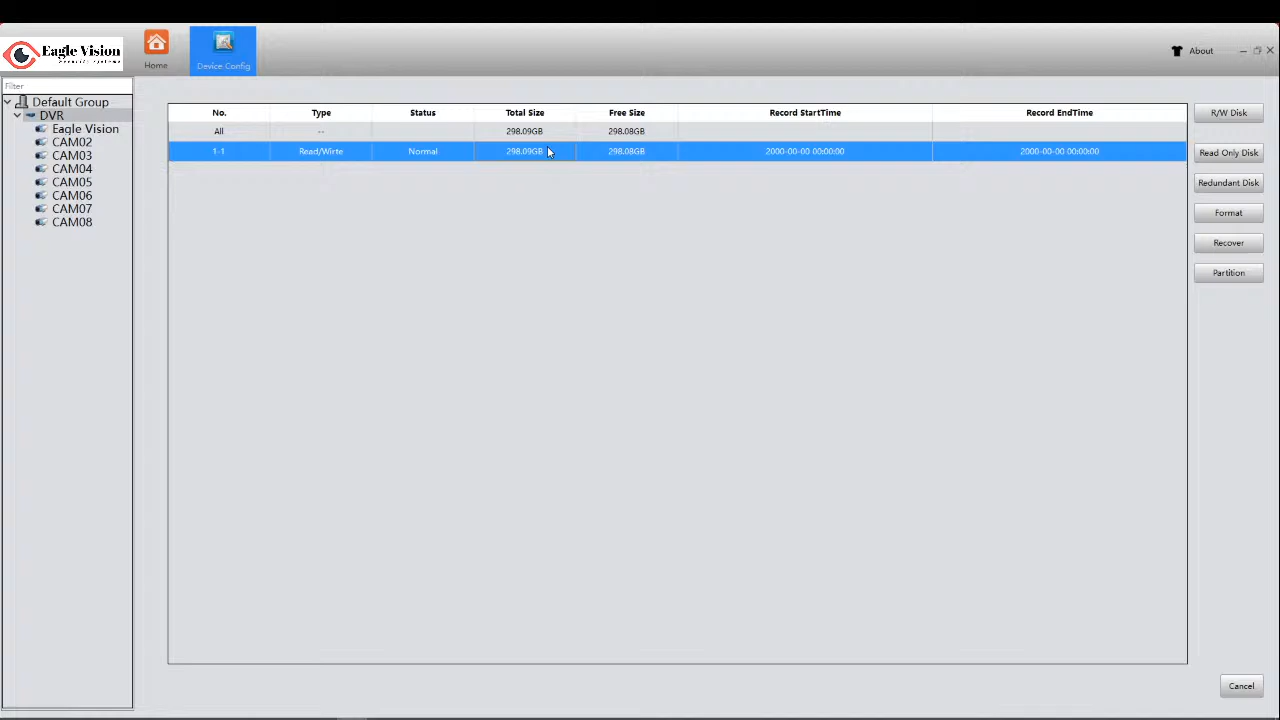 Eagle Vision
Home
Device Config
About
Filter
Default Group
DVR
Eagle Vision
CAM02
CAM03
CAM04
CAM05
CAM06
CAM07
CAM08
No. Type Status Total Size Free Size Record StartTime Record EndTime
All -- 298.09GB 298.08GB
1-1 Read/Wirte Normal 298.09GB 298.08GB 2000-00-00 00:00:00 2000-00-00 00:00:00
R/W Disk
Read Only Disk
Redundant Disk
Format
Recover
Partition
Cancel